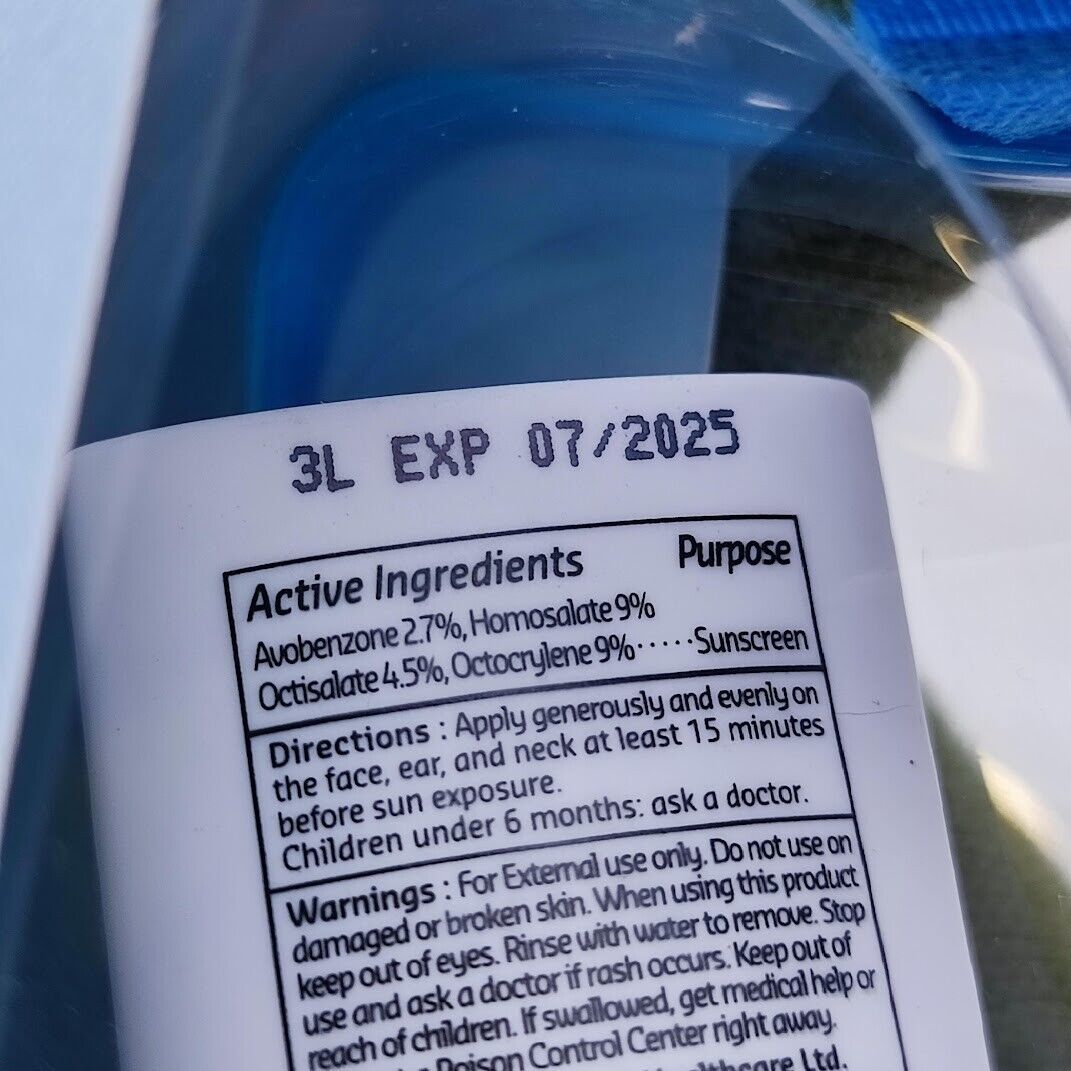 3L EXP 07/2025
Active Ingredients Purpose
Avobenzone 2.7%, Homosalate 9%
Octisalate 4.5%, Octocrylene 9%·····Sunscreen
Directions : Apply generously and evenly on
the face, ear, and neck at least 15 minutes
before sun exposure.
Children under 6 months: ask a doctor.
Warnings : For External use only. Do not use on
damaged or broken skin. When using this product
keep out of eyes. Rinse with water to remove. Stop
use and ask a doctor if rash occurs. Keep out of
reach of children. If swallowed, get medical help or
Poison Control Center right away.
Ltd.